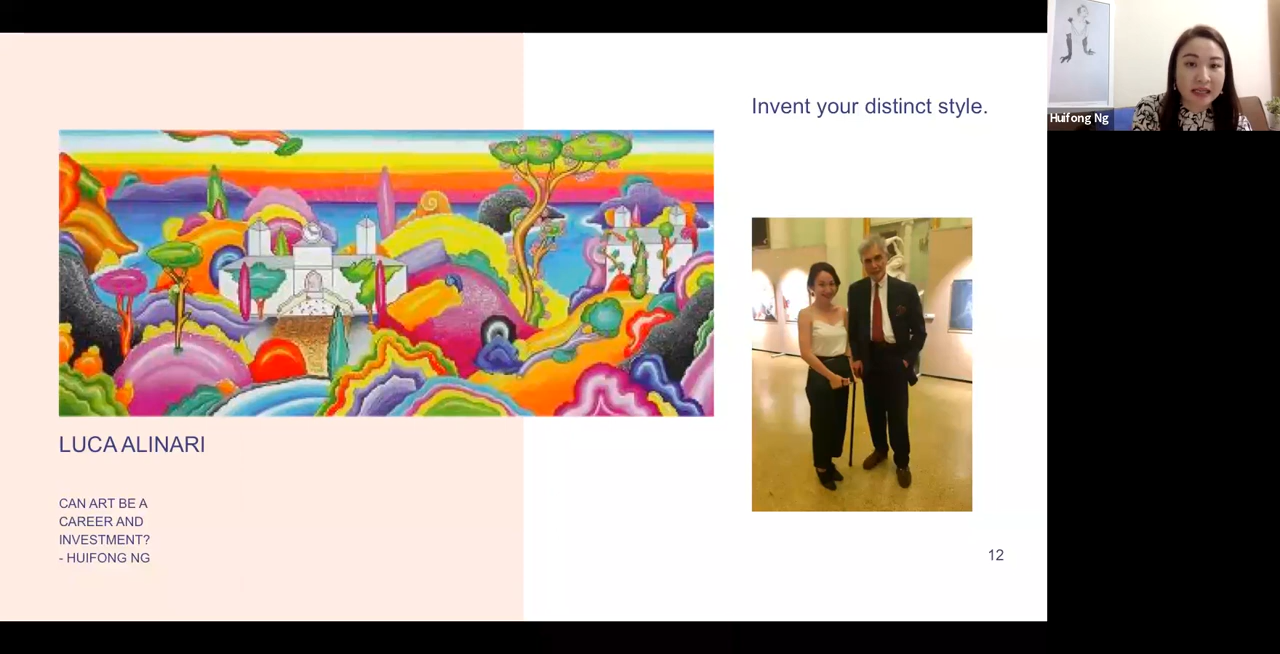 Invent your distinct style.
Huifong Ng
LUCA ALINARI
CAN ART BE A
CAREER AND
INVESTMENT?
- HUIFONG NG
12